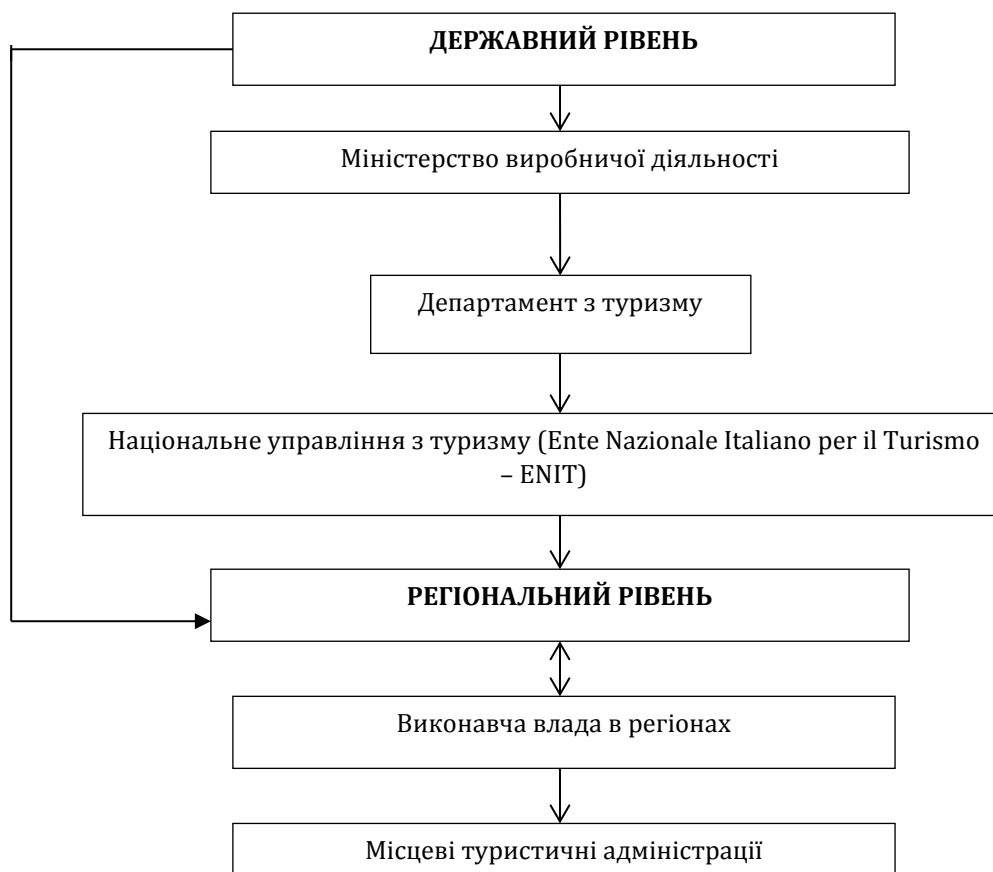 ДЕРЖАВНИЙ РІВЕНЬ
Міністерство виробничої діяльності
Департамент з туризму
Національне управління з туризму (Ente Nazionale Italiano per il Turismo
– ENIT)
РЕГІОНАЛЬНИЙ РІВЕНЬ
Виконавча влада в регіонах
Місцеві туристичні адміністрації